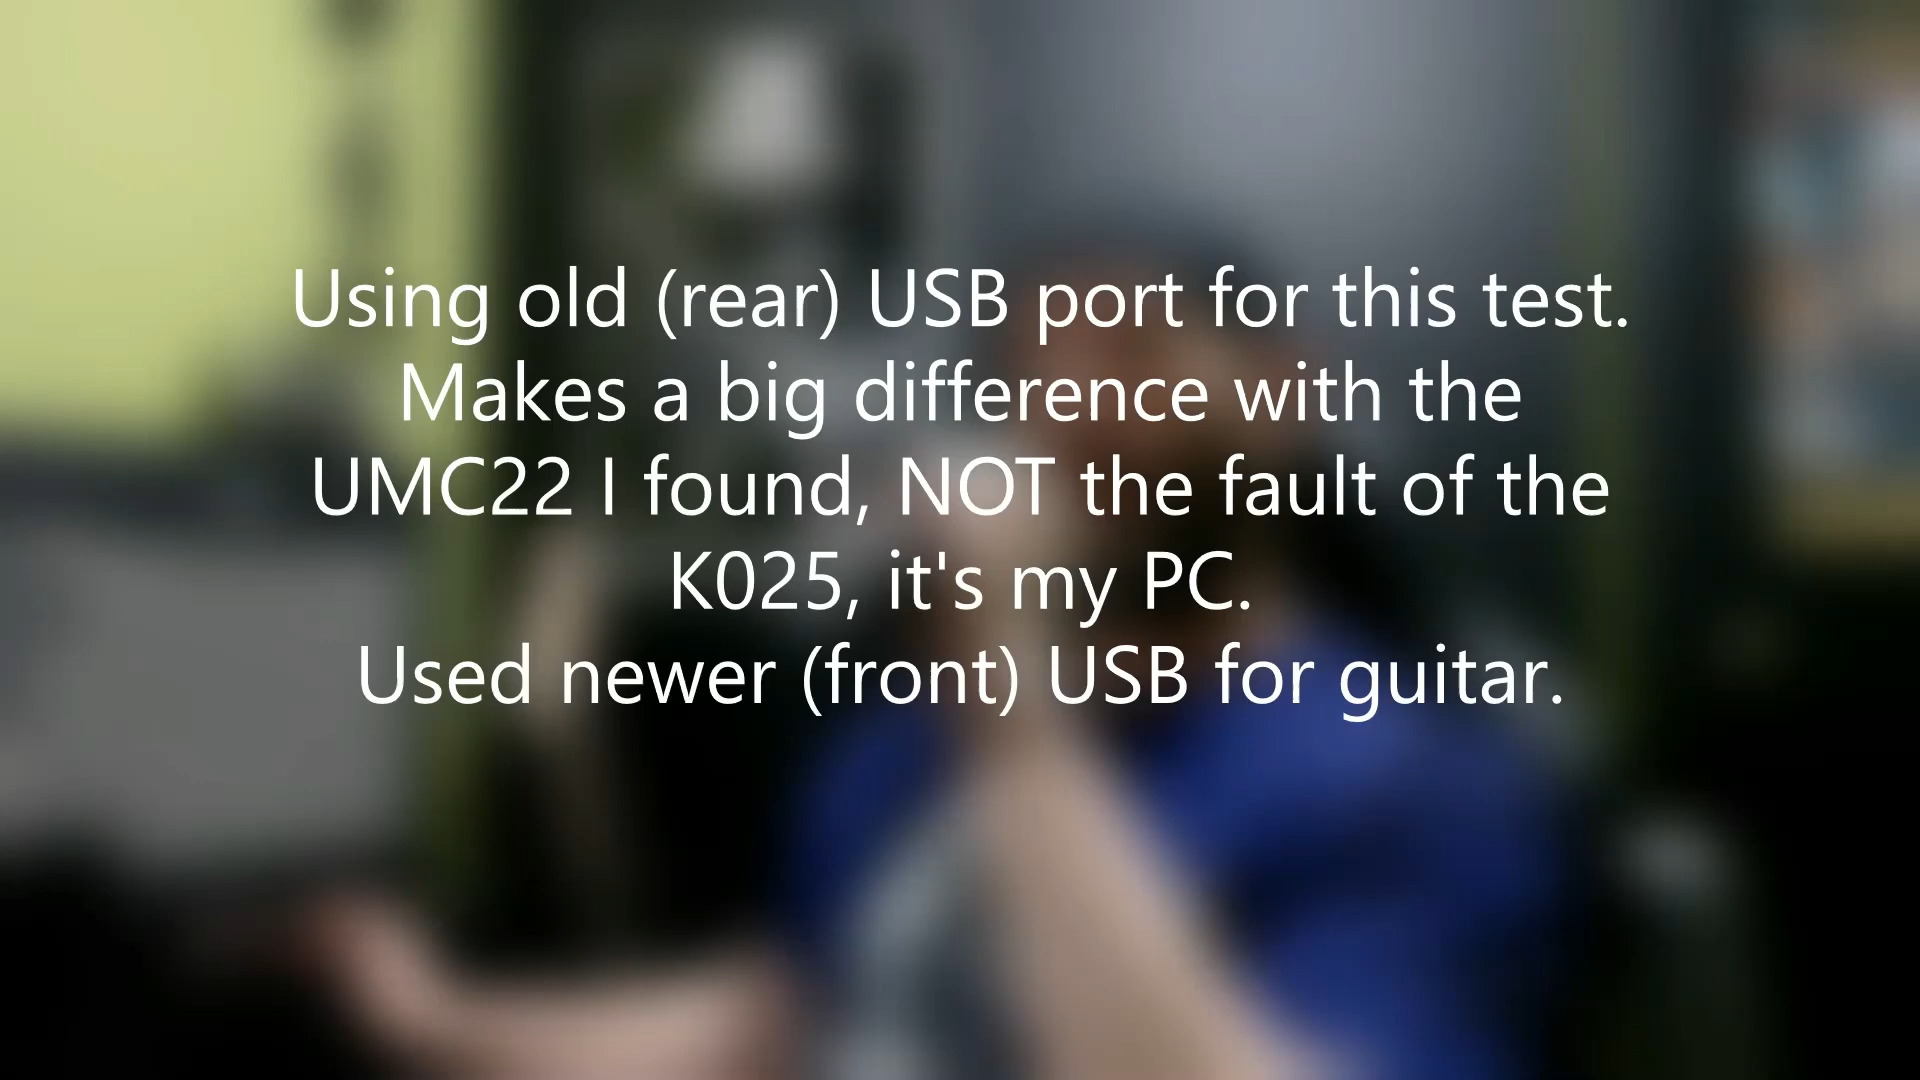 Using old (rear) USB port for this test.
Makes a big difference with the
UMC22 I found, NOT the fault of the
K025, it's my PC.
Used newer (front) USB for guitar.